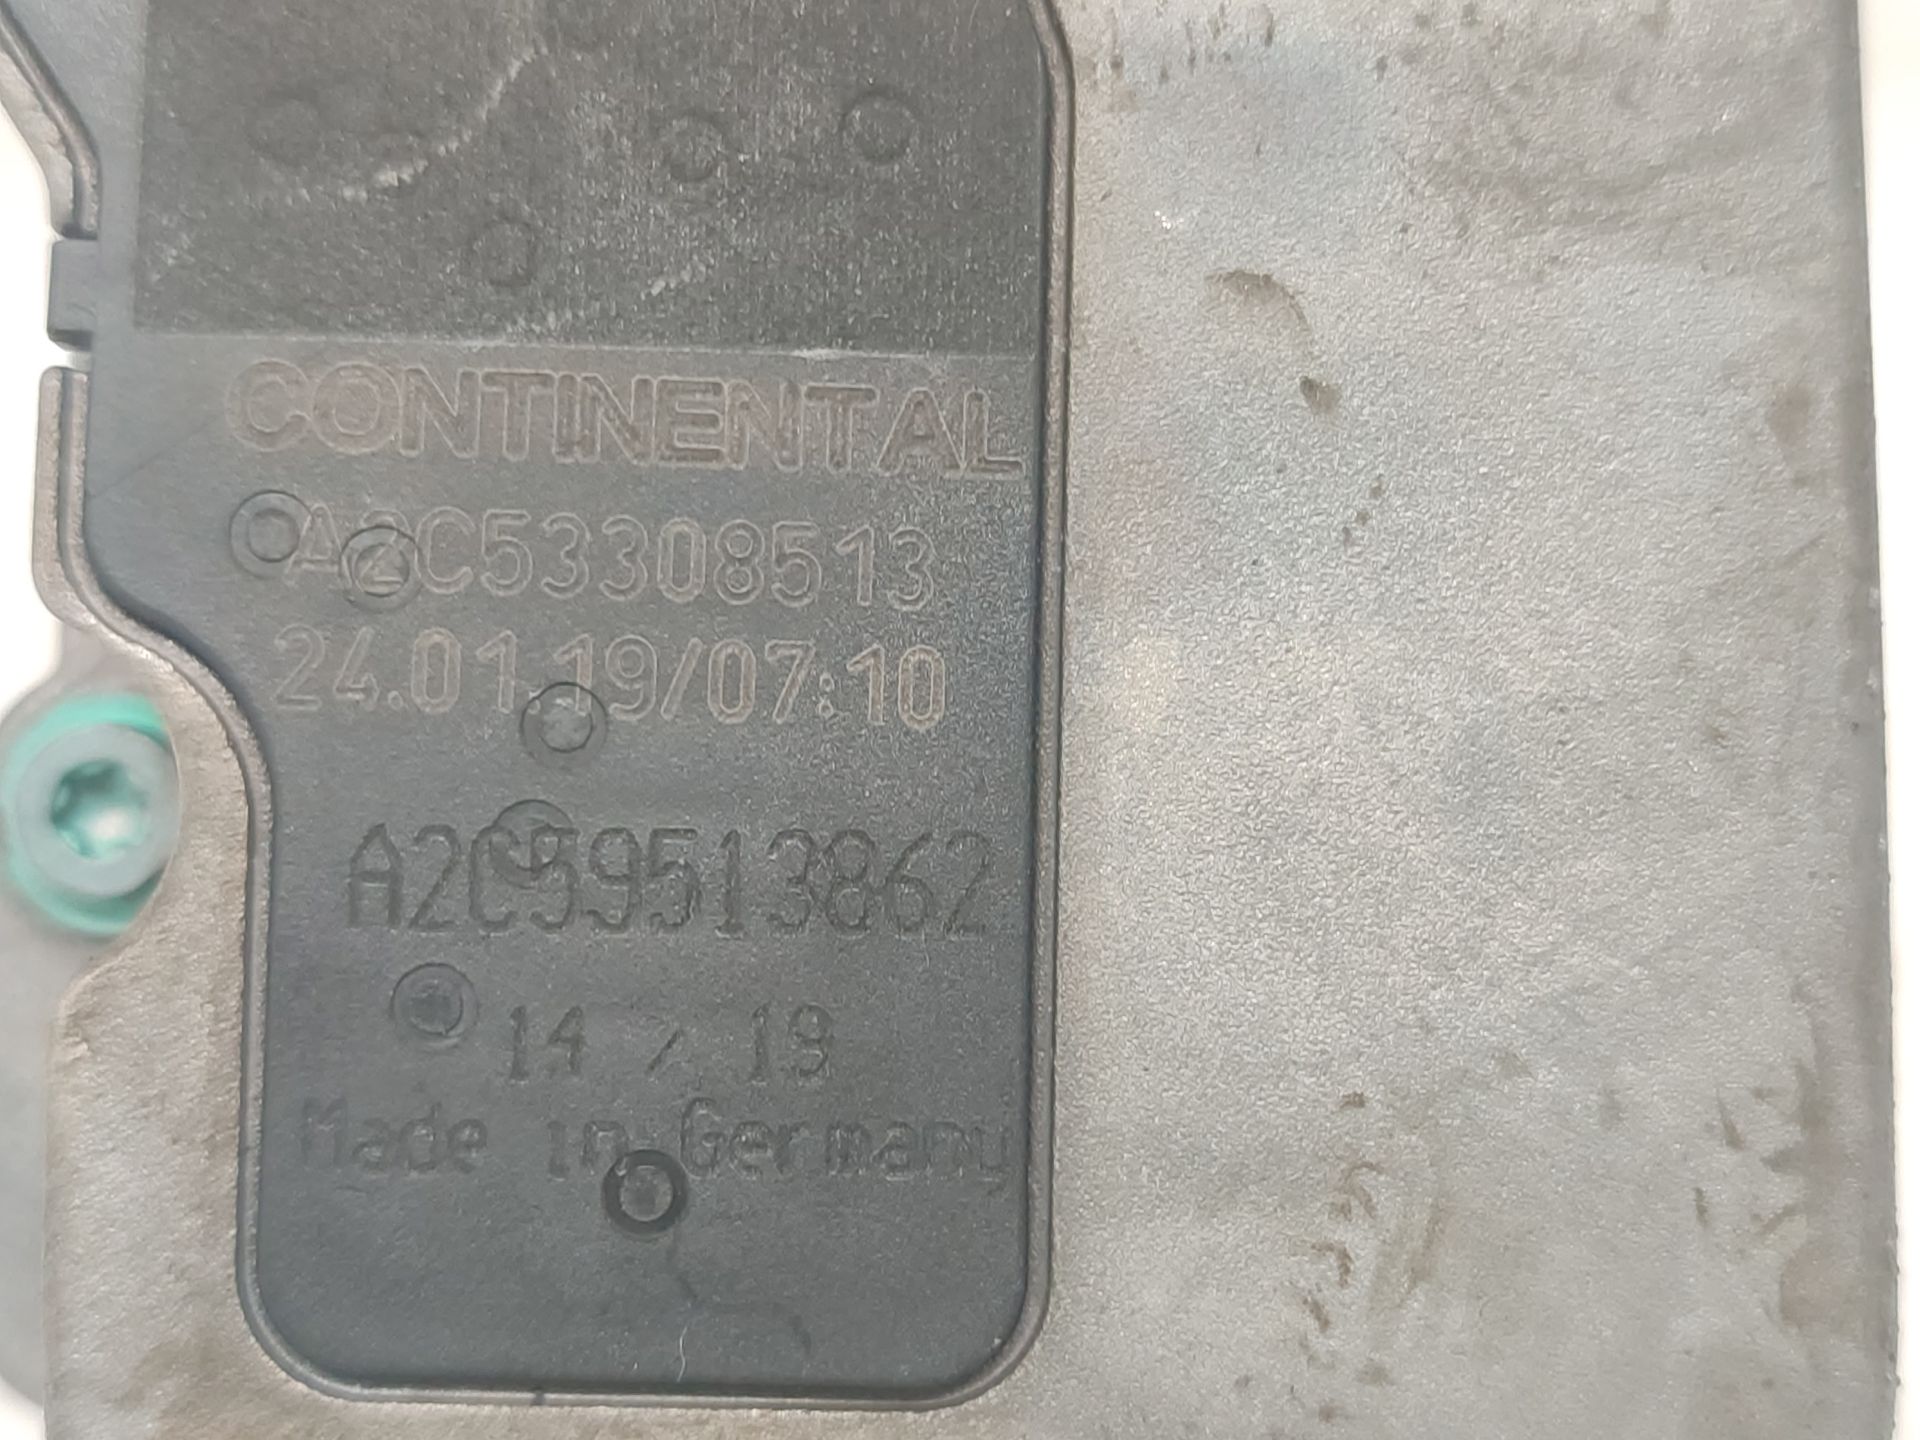 CONTINENTAL
A2C53308513
24.01.19/07:10
A2C59513862
14 / 19
Made in Germany